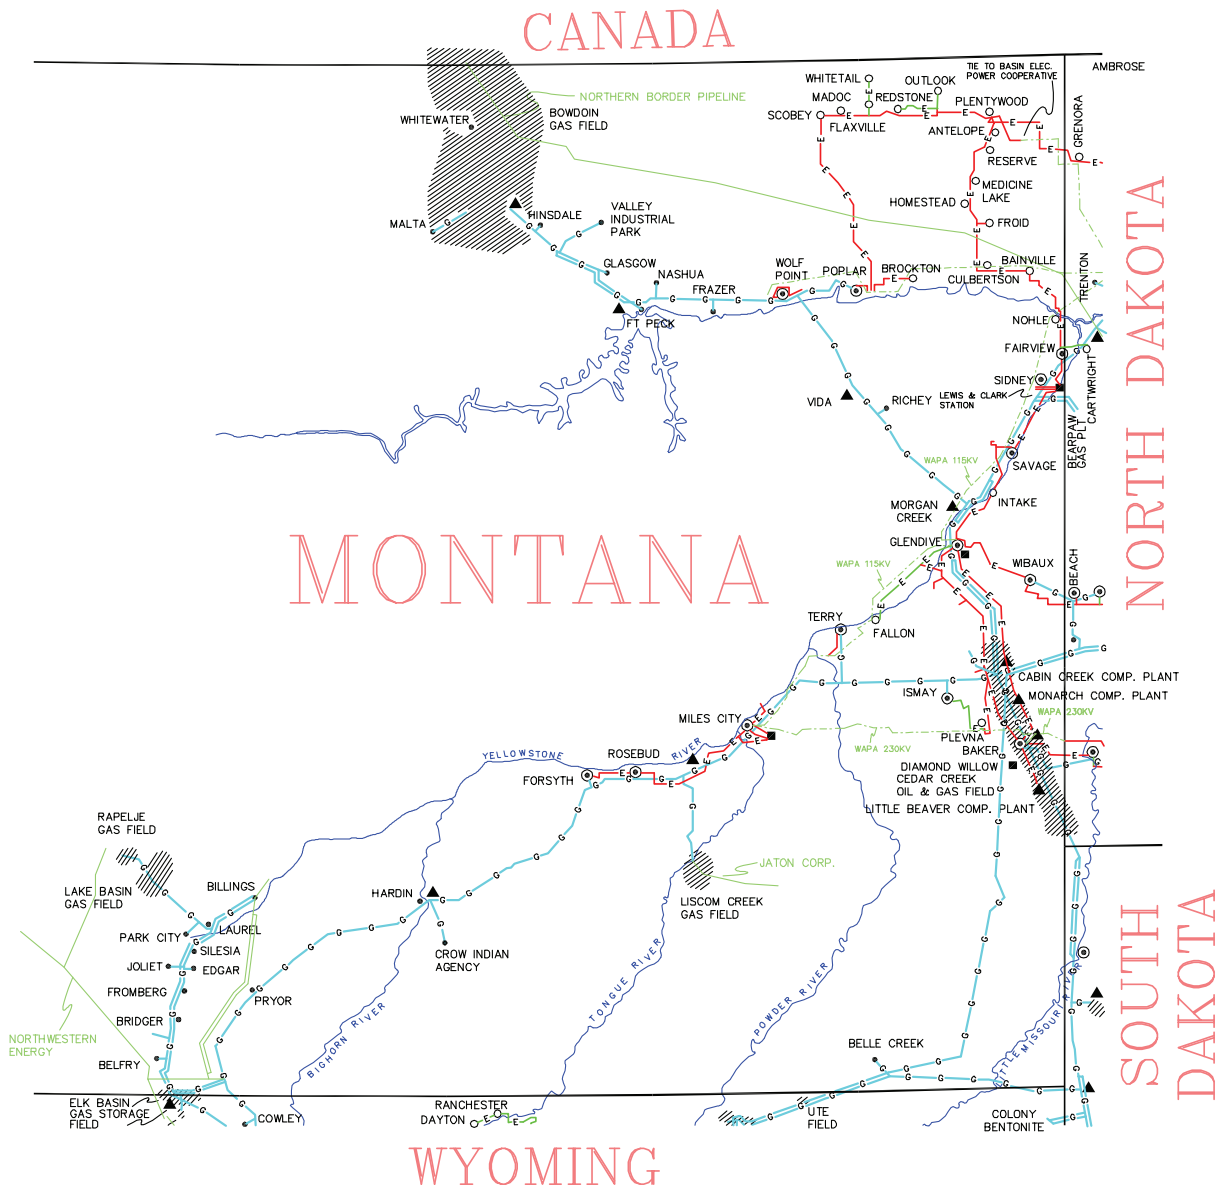 CANADA
TIE TO BASIN ELEC.
POWER COOPERATIVE
AMBROSE
WHITETAIL
OUTLOOK
MADOC
REDSTONE
PLENTYWOOD
NORTHERN BORDER PIPELINE
BOWDOIN
GAS FIELD
WHITEWATER
SCOBEY
FLAXVILLE
ANTELOPE
GRENORA
RESERVE
MEDICINE
LAKE
HOMESTEAD
FROID
MALTA
HINSDALE
VALLEY
INDUSTRIAL
PARK
GLASGOW
NASHUA
FRAZER
WOLF
POINT
POPLAR
BROCKTON
BAINVILLE
CULBERTSON
TRENTON
FT PECK
NOHLE
FAIRVIEW
SIDNEY
CARTWRIGHT
LEWIS & CLARK
STATION
VIDA
RICHEY
BEARPAW
GAS PLT
NORTH DAKOTA
WAPA 115KV
SAVAGE
INTAKE
MORGAN
CREEK
GLENDIVE
MONTANA
WAPA 115KV
WIBAUX
BEACH
TERRY
FALLON
CABIN CREEK COMP. PLANT
ISMAY
MONARCH COMP. PLANT
WAPA 230KV
MILES CITY
PLEVNA
BAKER
WAPA 230KV
YELLOWSTONE
RIVER
ROSEBUD
FORSYTH
DIAMOND WILLOW
CEDAR CREEK
OIL & GAS FIELD
LITTLE BEAVER COMP. PLANT
RAPELJE
GAS FIELD
JATON CORP.
LAKE BASIN
GAS FIELD
BILLINGS
HARDIN
LISCOM CREEK
GAS FIELD
PARK CITY
LAUREL
SILESIA
JOLIET
EDGAR
CROW INDIAN
AGENCY
FROMBERG
PRYOR
BRIDGER
NORTHWESTERN
ENERGY
BELFRY
BIGHORN RIVER
TONGUE RIVER
POWDER RIVER
LITTLE MISSOURI RIVER
SOUTH
DAKOTA
BELLE CREEK
ELK BASIN
GAS STORAGE
FIELD
COWLEY
RANCHESTER
DAYTON
UTE
FIELD
COLONY
BENTONITE
WYOMING